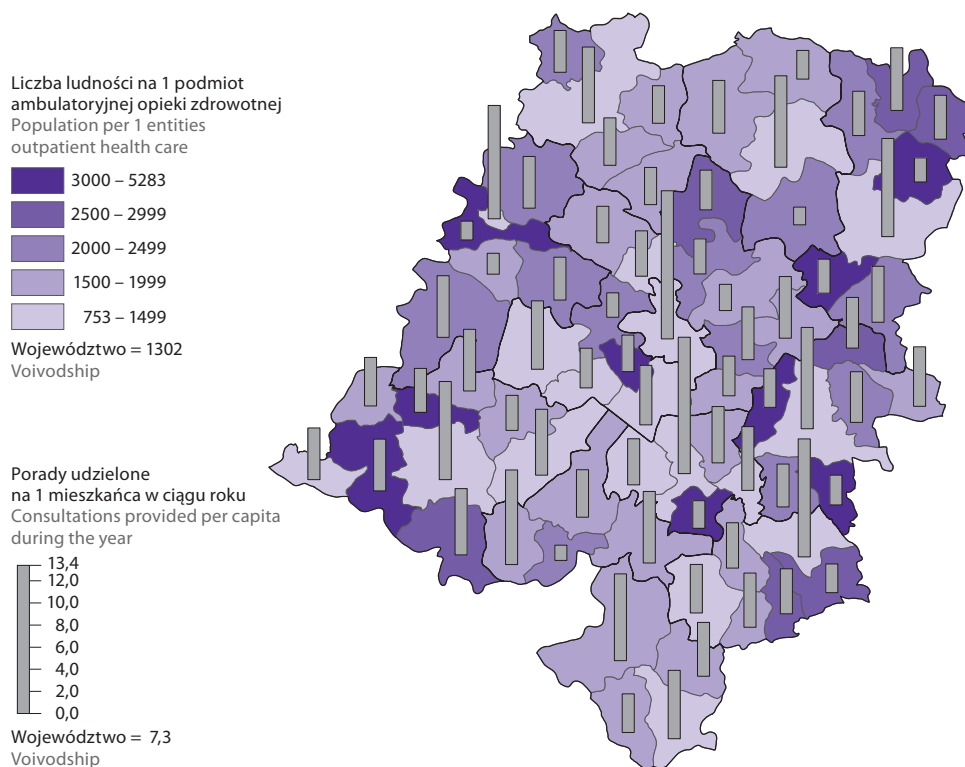 Liczba ludności na 1 podmiot
ambulatoryjnej opieki zdrowotnej
Population per 1 entities
outpatient health care
3000 – 5283
2500 – 2999
2000 – 2499
1500 – 1999
753 – 1499
Województwo = 1302
Voivodship
Porady udzielone
na 1 mieszkańca w ciągu roku
Consultations provided per capita
during the year
13,4
12,0
10,0
8,0
6,0
4,0
2,0
0,0
Województwo = 7,3
Voivodship